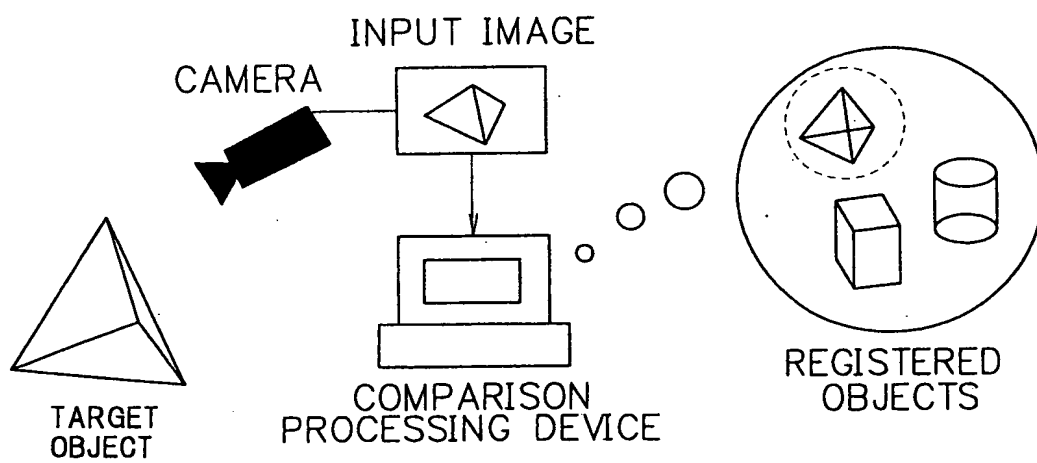 INPUT IMAGE
CAMERA
TARGET
OBJECT
COMPARISON
PROCESSING DEVICE
REGISTERED
OBJECTS